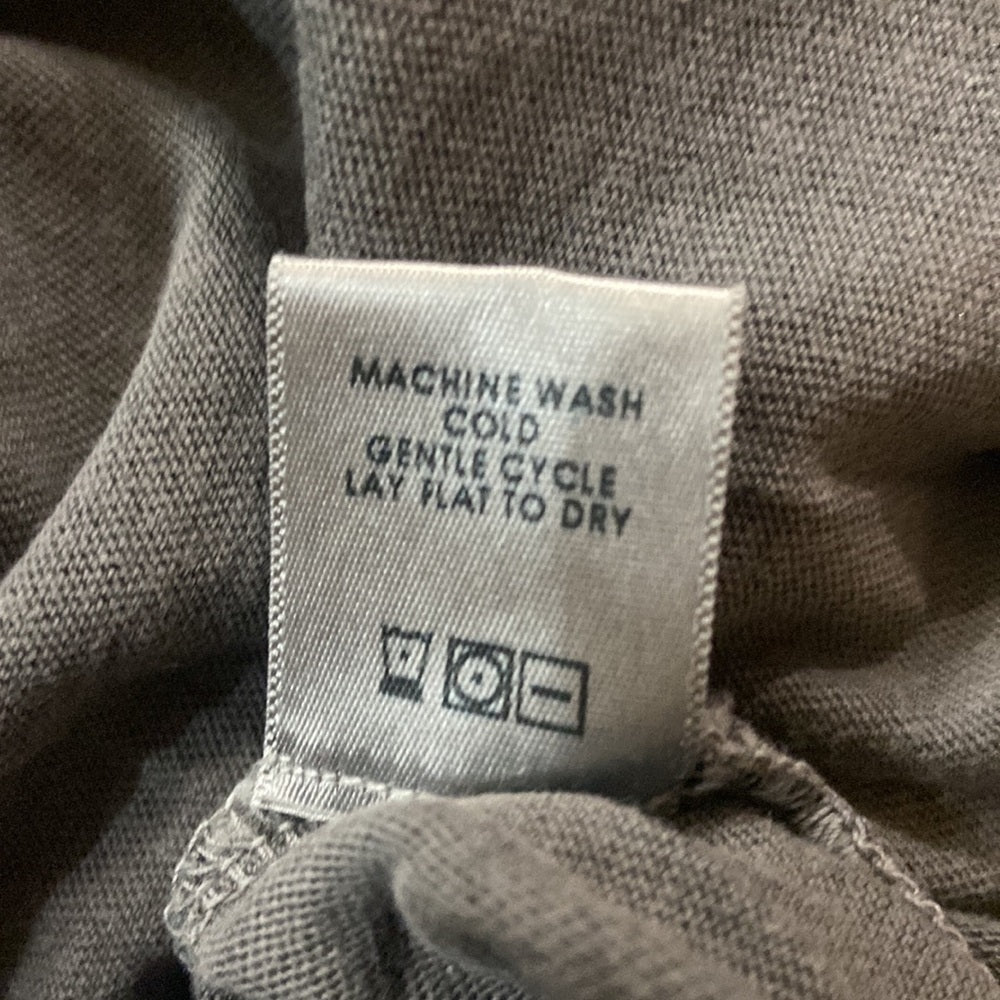 MACHINE WASH
COLD
GENTLE CYCLE
LAY FLAT TO DRY